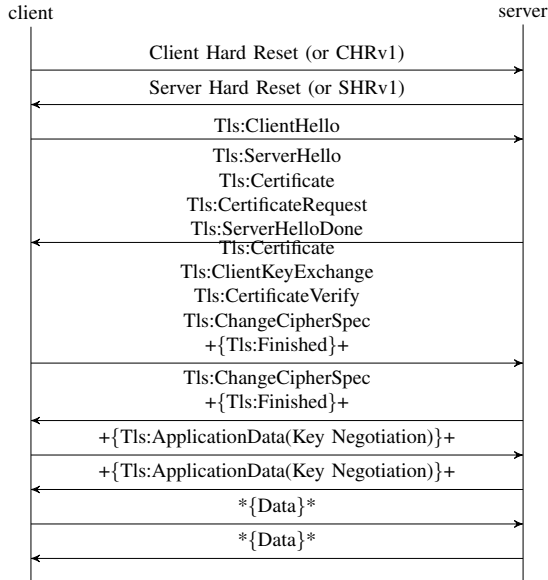 client
server
Client Hard Reset (or CHRv1)
Server Hard Reset (or SHRv1)
Tls:ClientHello
Tls:ServerHello
Tls:Certificate
Tls:CertificateRequest
Tls:ServerHelloDone
Tls:Certificate
Tls:ClientKeyExchange
Tls:CertificateVerify
Tls:ChangeCipherSpec
+{Tls:Finished}+
Tls:ChangeCipherSpec
+{Tls:Finished}+
+{Tls:ApplicationData(Key Negotiation)}+
+{Tls:ApplicationData(Key Negotiation)}+
*{Data}*
*{Data}*